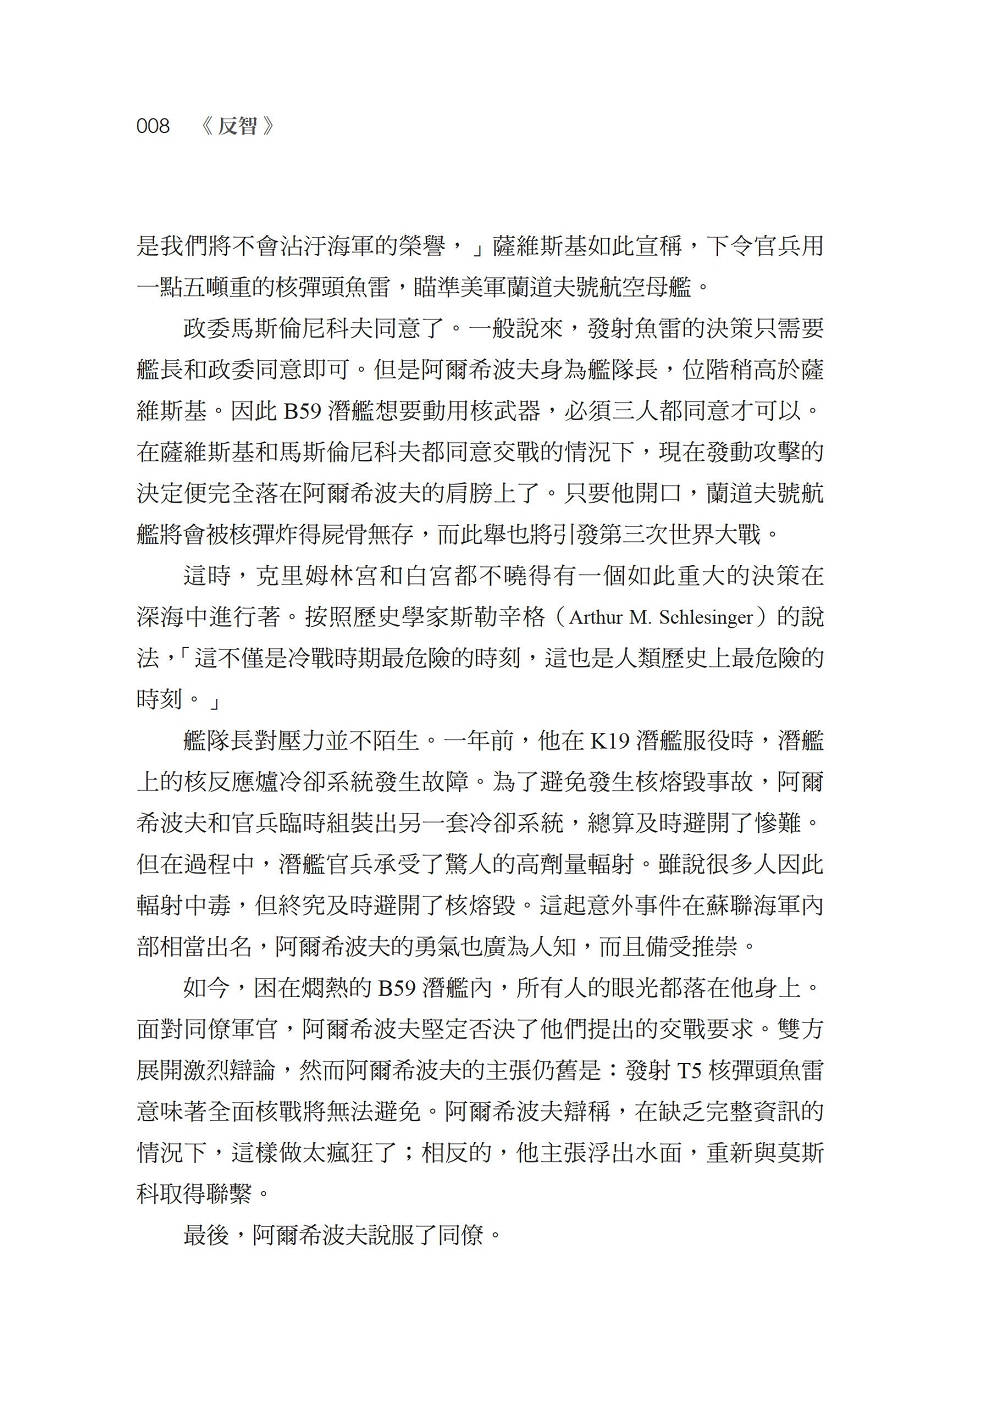 008 《反智》
是我們將不會沾汙海軍的榮譽，」薩維斯基如此宣稱，下令官兵用
一點五噸重的核彈頭魚雷，瞄準美軍蘭道夫號航空母艦。
政委馬斯倫尼科夫同意了。一般說來，發射魚雷的決策只需要
艦長和政委同意即可。但是阿爾希波夫身為艦隊長，位階稍高於薩
維斯基。因此 B59 潛艦想要動用核武器，必須三人都同意才可以。
在薩維斯基和馬斯倫尼科夫都同意交戰的情況下，現在發動攻擊的
決定便完全落在阿爾希波夫的肩膀上了。只要他開口，蘭道夫號航
艦將會被核彈炸得屍骨無存，而此舉也將引發第三次世界大戰。
這時，克里姆林宮和白宮都不曉得有一個如此重大的決策在
深海中進行著。按照歷史學家斯勒辛格（Arthur M. Schlesinger）的說
法，「這不僅是冷戰時期最危險的時刻，這也是人類歷史上最危險的
時刻。」
艦隊長對壓力並不陌生。一年前，他在 K19 潛艦服役時，潛艦
上的核反應爐冷卻系統發生故障。為了避免發生核熔毀事故，阿爾
希波夫和官兵臨時組裝出另一套冷卻系統，總算及時避開了慘難。
但在過程中，潛艦官兵承受了驚人的高劑量輻射。雖說很多人因此
輻射中毒，但終究及時避開了核熔毀。這起意外事件在蘇聯海軍內
部相當出名，阿爾希波夫的勇氣也廣為人知，而且備受推崇。
如今，困在燜熱的 B59 潛艦內，所有人的眼光都落在他身上。
面對同僚軍官，阿爾希波夫堅定否決了他們提出的交戰要求。雙方
展開激烈辯論，然而阿爾希波夫的主張仍舊是：發射 T5 核彈頭魚雷
意味著全面核戰將無法避免。阿爾希波夫辯稱，在缺乏完整資訊的
情況下，這樣做太瘋狂了；相反的，他主張浮出水面，重新與莫斯
科取得聯繫。
最後，阿爾希波夫說服了同僚。